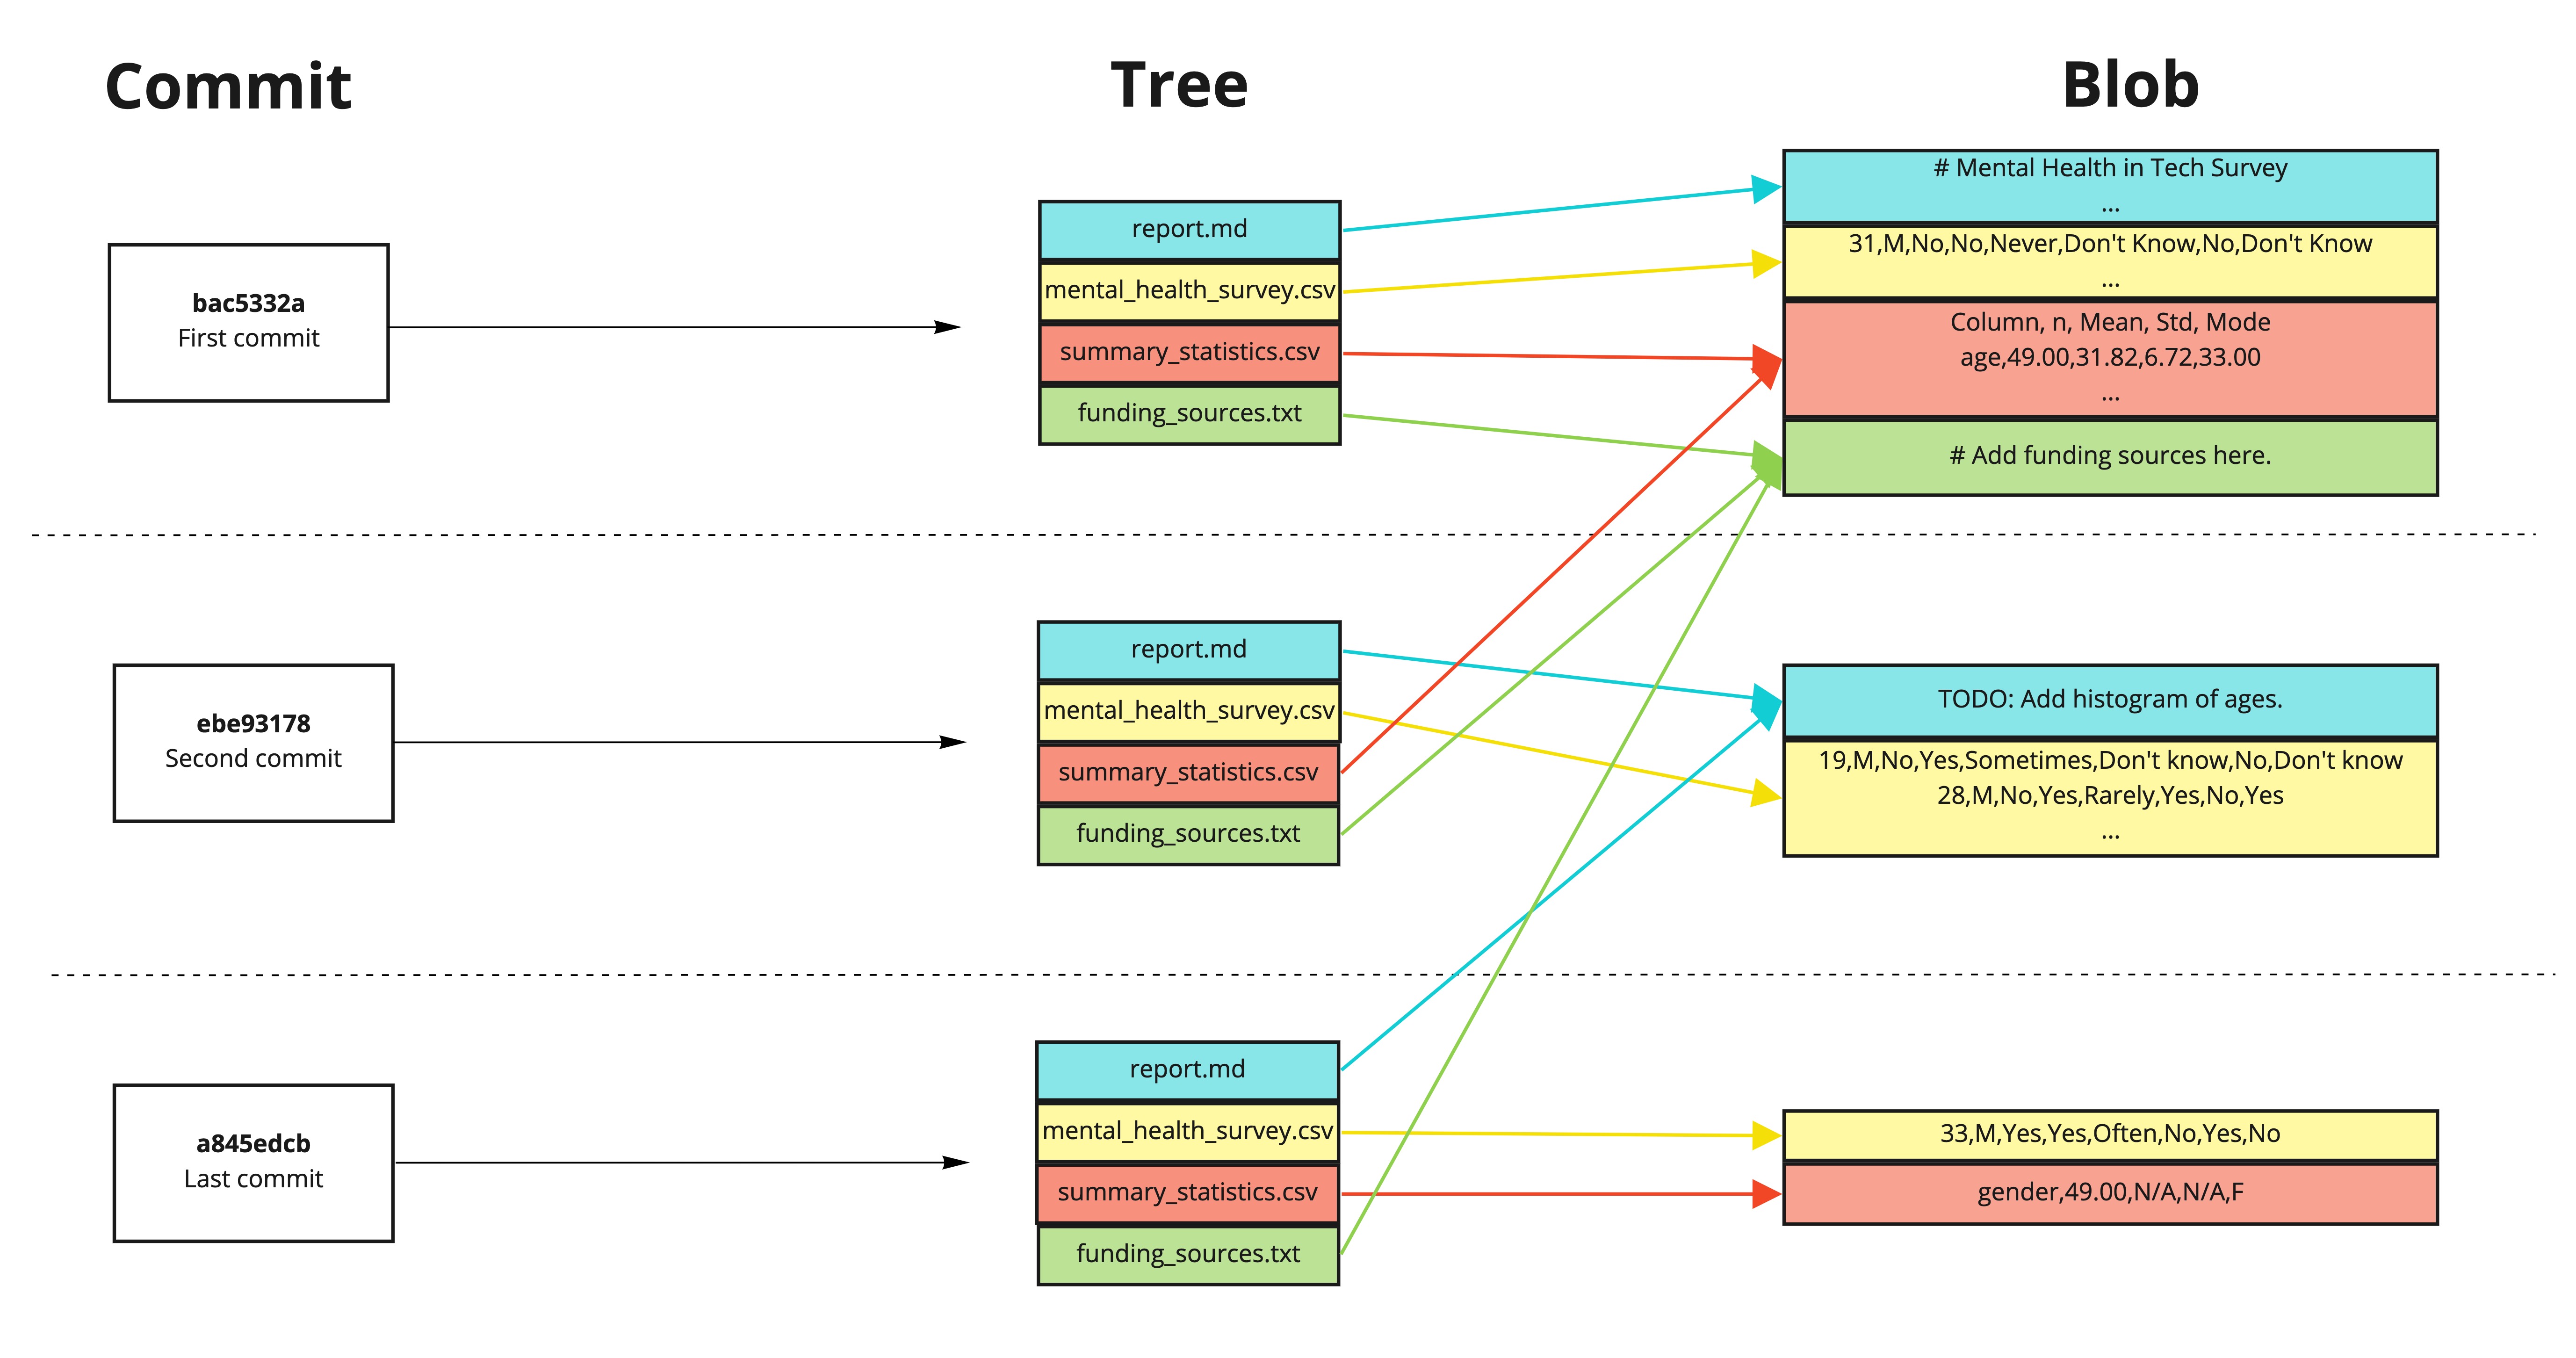 Commit
Tree
Blob
bac5332a
First commit
report.md
mental_health_survey.csv
summary_statistics.csv
funding_sources.txt
# Mental Health in Tech Survey
...
31,M,No,No,Never,Don't Know,No,Don't Know
...
Column, n, Mean, Std, Mode
age,49.00,31.82,6.72,33.00
...
# Add funding sources here.
ebe93178
Second commit
report.md
mental_health_survey.csv
summary_statistics.csv
funding_sources.txt
TODO: Add histogram of ages.
19,M,No,Yes,Sometimes,Don't know,No,Don't know
28,M,No,Yes,Rarely,Yes,No,Yes
...
a845edcb
Last commit
report.md
mental_health_survey.csv
summary_statistics.csv
funding_sources.txt
33,M,Yes,Yes,Often,No,Yes,No
gender,49.00,N/A,N/A,F